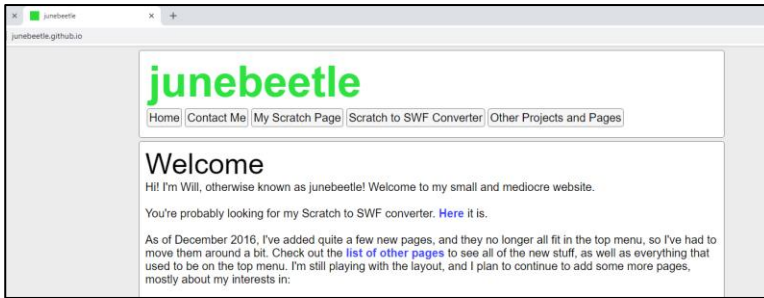 junebeetle
junebeetle.github.io
junebeetle
Home Contact Me My Scratch Page Scratch to SWF Converter Other Projects and Pages
Welcome
Hi! I'm Will, otherwise known as junebeetle! Welcome to my small and mediocre website.
You're probably looking for my Scratch to SWF converter. Here it is.
As of December 2016, I've added quite a few new pages, and they no longer all fit in the top menu, so I've had to
move them around a bit. Check out the list of other pages to see all of the new stuff, as well as everything that
used to be on the top menu. I'm still playing with the layout, and I plan to continue to add some more pages,
mostly about my interests in: